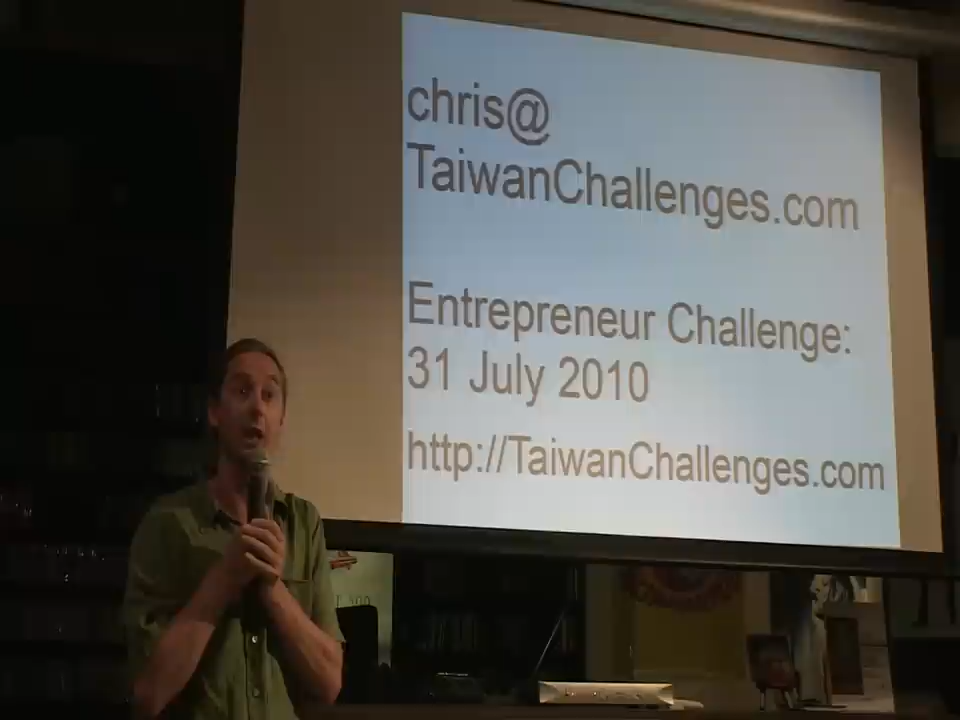 chris@
TaiwanChallenges.com
Entrepreneur Challenge:
31 July 2010
http://TaiwanChallenges.com